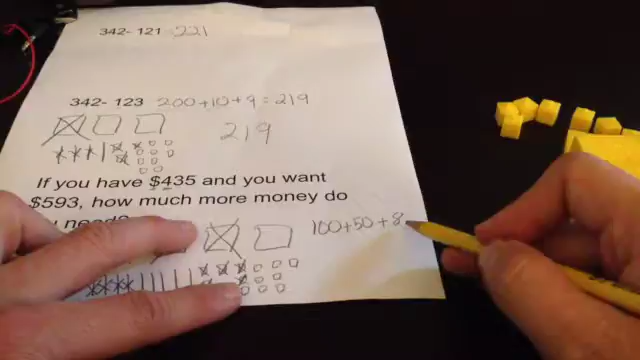 342- 121 221
342- 123 200+10+9=219
219
If you have $435 and you want
$593, how much more money do
need?
100+50+8